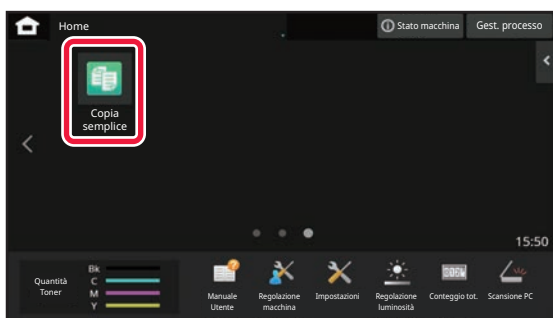 Home
Stato macchina
Gest. processo
Copia
semplice
15:50
Quantità
Toner
Bk
C
M
Y
Manuale
Utente
Regolazione
macchina
Impostazioni
Regolazione
luminosità
Conteggio tot.
Scansione PC